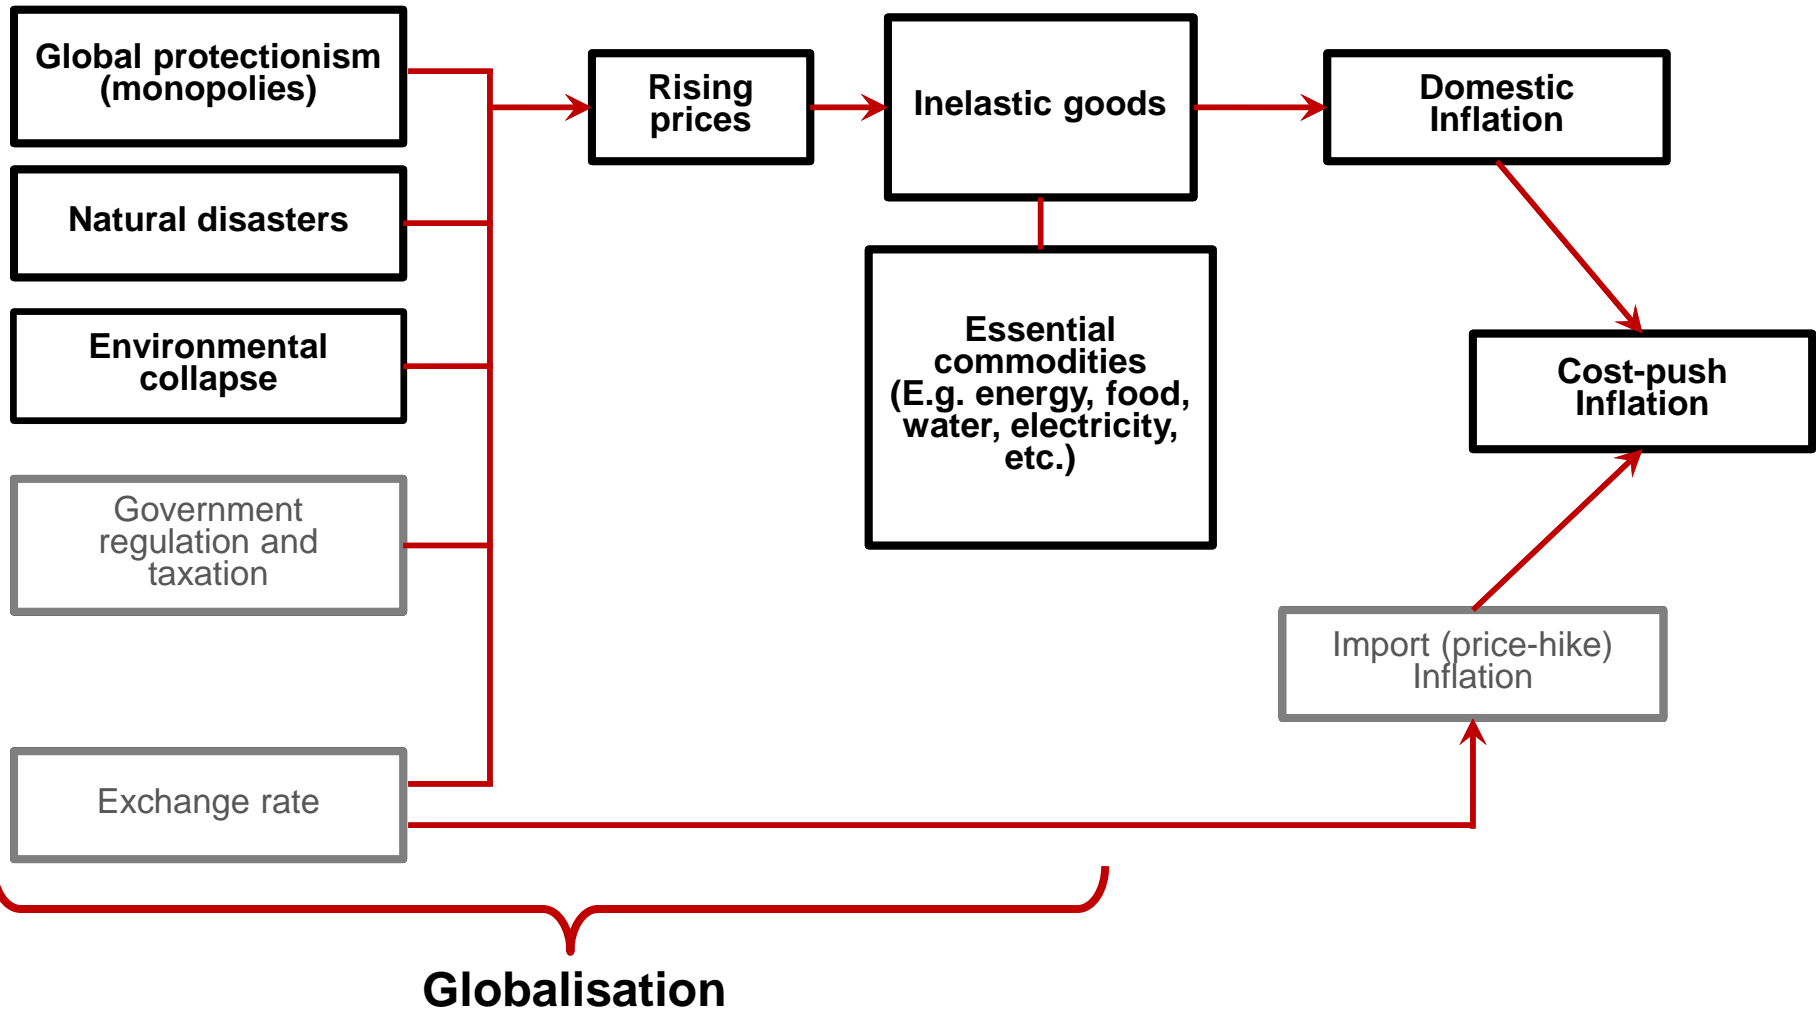 Global protectionism
(monopolies)
Natural disasters
Environmental
collapse
Government
regulation and
taxation
Exchange rate
Rising
prices
Inelastic goods
Essential
commodities
(E.g. energy, food,
water, electricity,
etc.)
Domestic
Inflation
Cost-push
Inflation
Import (price-hike)
Inflation
Globalisation